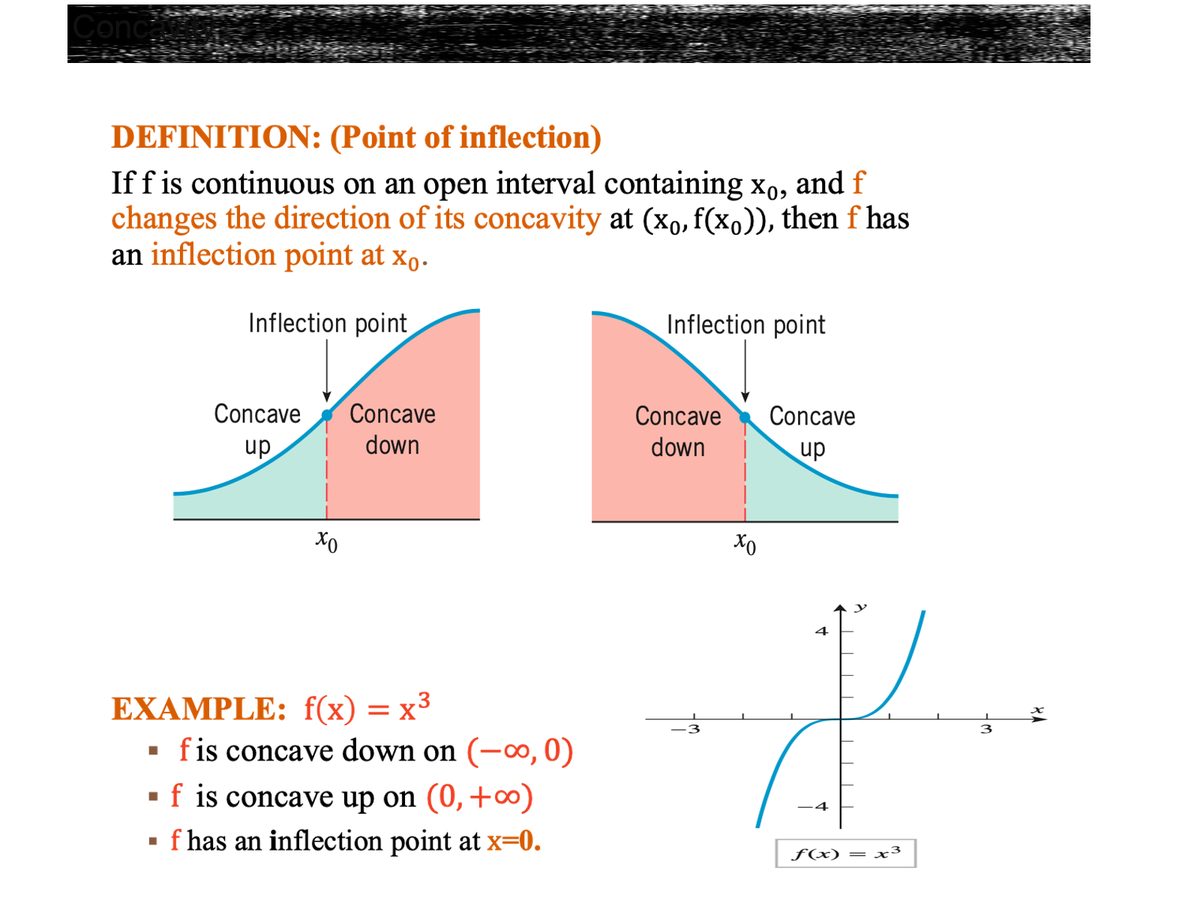 DEFINITION: (Point of inflection)
If f is continuous on an open interval containing x₀, and f
changes the direction of its concavity at (x₀, f(x₀)), then f has
an inflection point at x₀.
Inflection point
Concave up
Concave down
x₀
Inflection point
Concave down
Concave up
x₀
EXAMPLE: f(x) = x³
▪ f is concave down on (−∞, 0)
▪ f is concave up on (0, +∞)
▪ f has an inflection point at x=0.
y
4
x
−3
3
−4
f(x) = x³